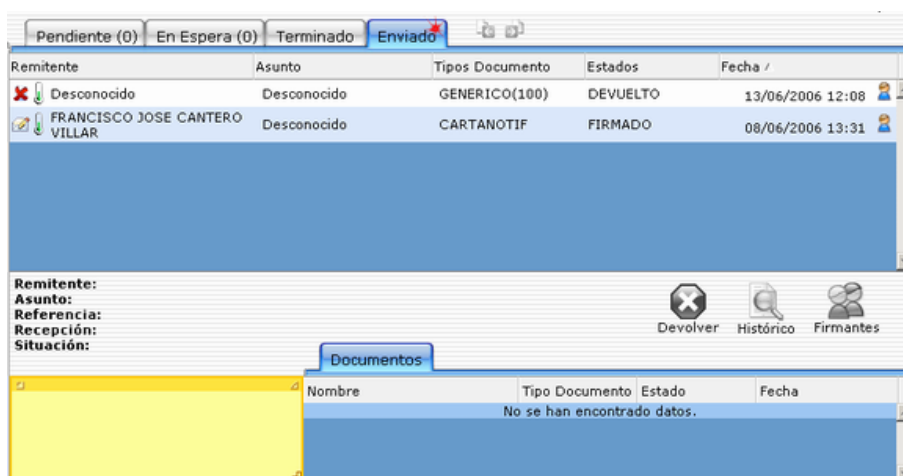 Pendiente (0) En Espera (0) Terminado Enviado
Remitente Asunto Tipos Documento Estados Fecha
Desconocido Desconocido GENERICO(100) DEVUELTO 13/06/2006 12:08
FRANCISCO JOSE CANTERO
VILLAR Desconocido CARTANOTIF FIRMADO 08/06/2006 13:31
Remitente:
Asunto:
Referencia:
Recepción:
Situación:
Devolver Histórico Firmantes
Documentos
Nombre Tipo Documento Estado Fecha
No se han encontrado datos.